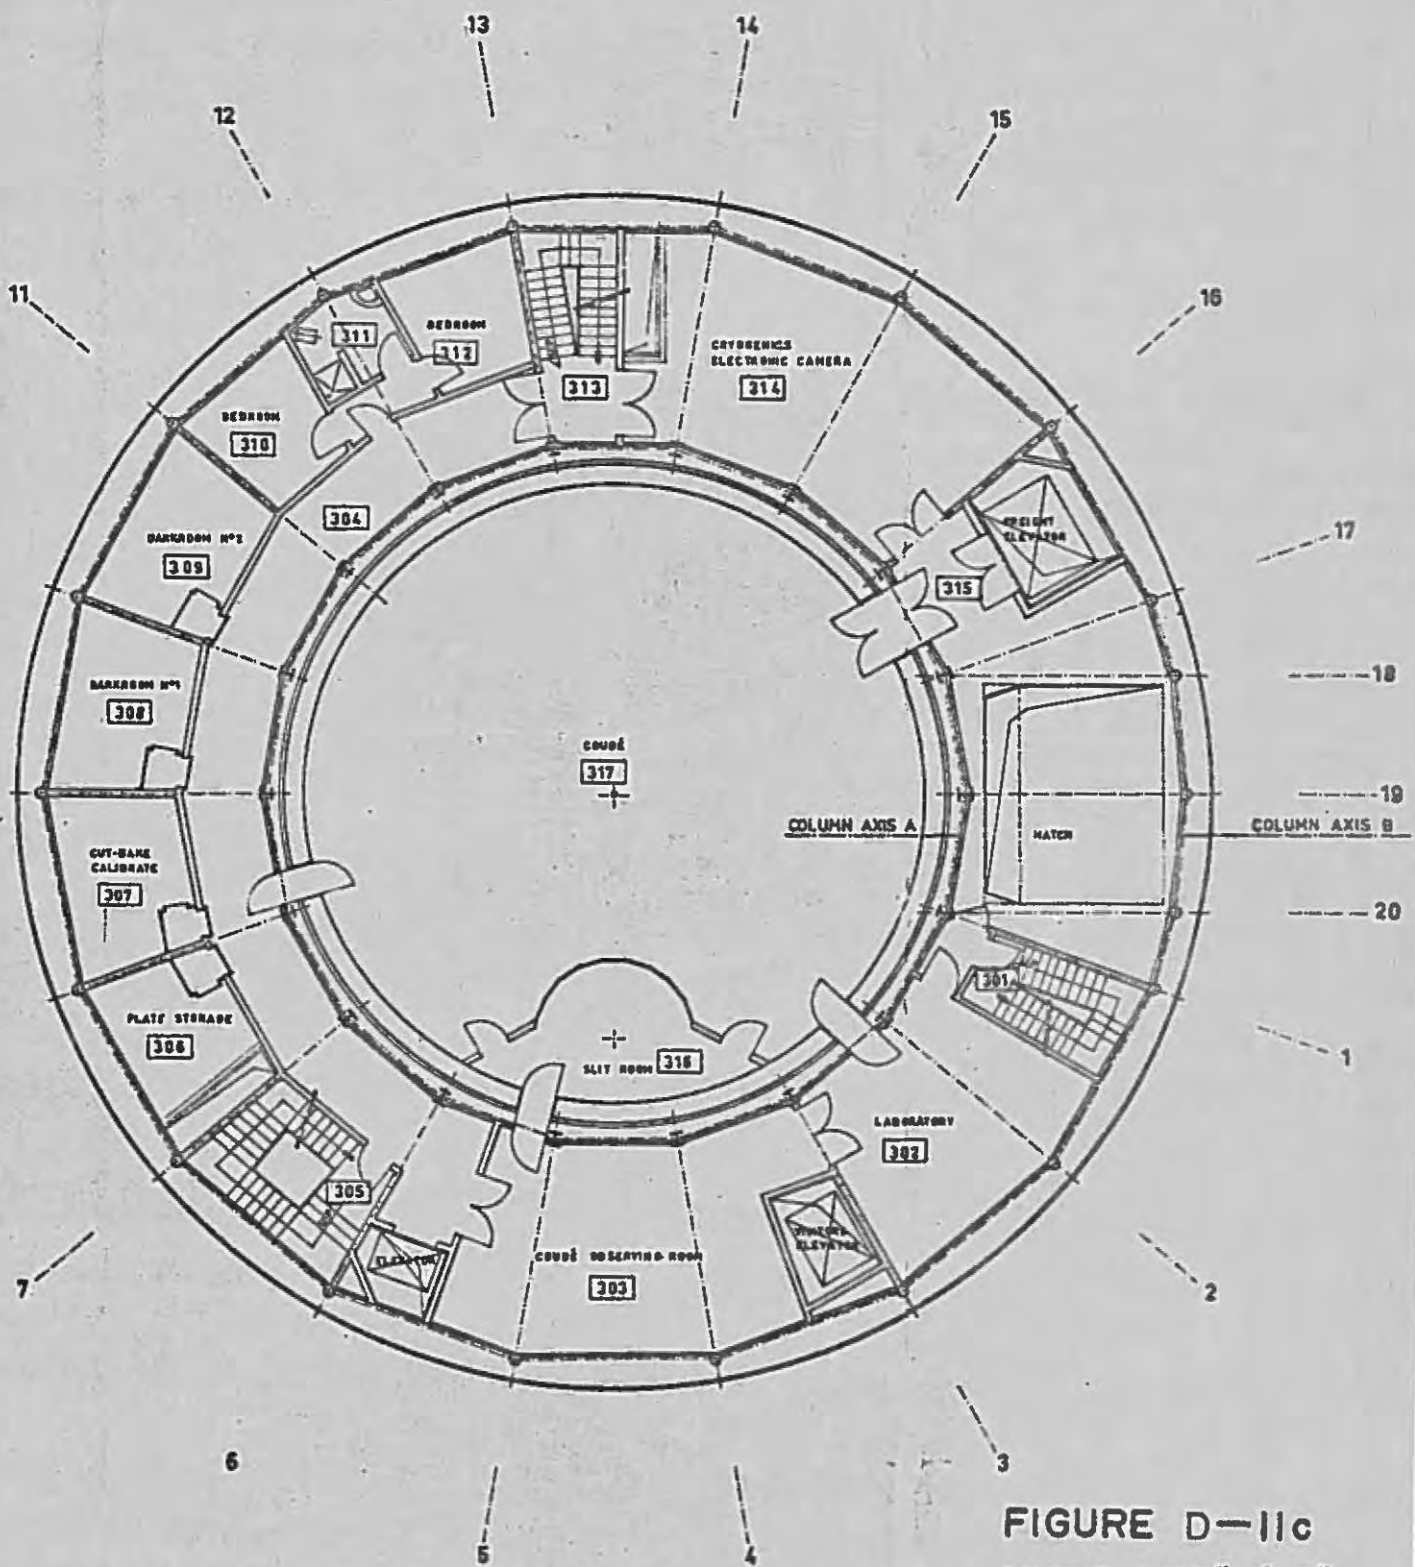 13
14
12
15
11
16
311
BEDROOM
312
CRYOGENICS
ELECTRONIC CAMERA
313
314
BEDROOM
310
304
FREIGHT
ELEVATOR
17
DARKROOM Nº2
309
315
18
DARKROOM Nº1
308
COUDÉ
317
19
COLUMN AXIS A
HATCH
COLUMN AXIS B
CUT-BAKE
CALIBRATE
307
20
301
PLATE STORAGE
306
SLIT ROOM 316
1
LABORATORY
302
305
VISITORS
ELEVATOR
ELEVATOR
COUDÉ OBSERVING ROOM
303
7
2
6
3
5
4
FIGURE D-11c